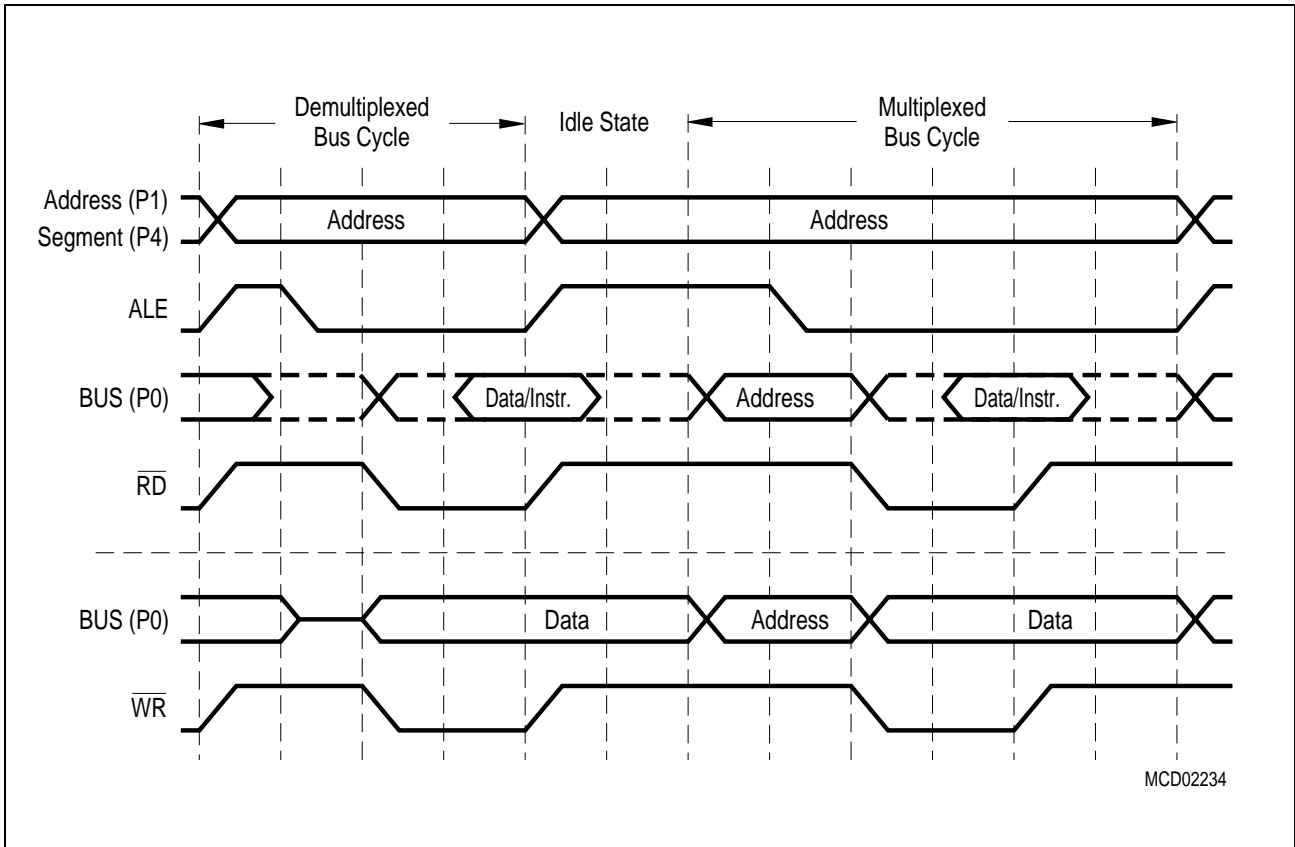 Demultiplexed
Bus Cycle
Idle State
Multiplexed
Bus Cycle
Address (P1)
Segment (P4)
Address
Address
ALE
BUS (P0)
Data/Instr.
Address
Data/Instr.
RD
BUS (P0)
Data
Address
Data
WR
MCD02234